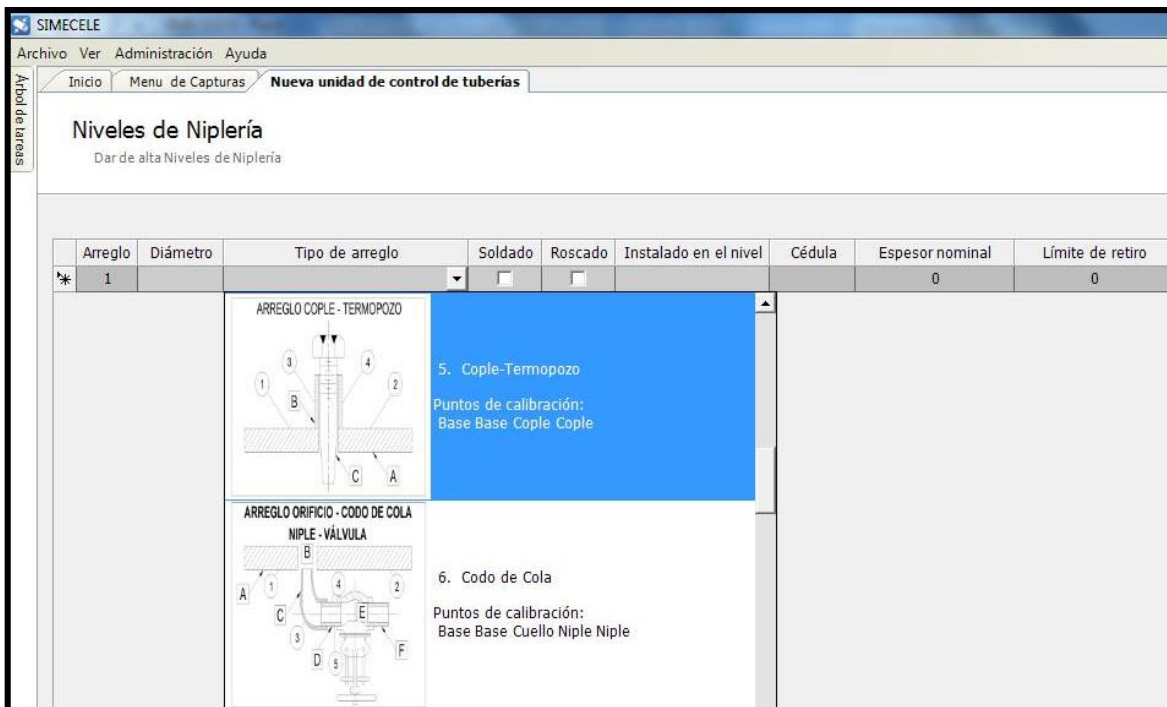 SIMECELE
Archivo Ver Administración Ayuda
Árbol de tareas
Inicio Menu de Capturas Nueva unidad de control de tuberías
Niveles de Niplería
Dar de alta Niveles de Niplería
Arreglo Diámetro Tipo de arreglo Soldado Roscado Instalado en el nivel Cédula Espesor nominal Límite de retiro
1 0 0
ARREGLO COPLE - TERMOPOZO
3 4
1 2
B
C A
5. Cople-Termopozo
Puntos de calibración:
Base Base Cople Cople
ARREGLO ORIFICIO - CODO DE COLA
NIPLE - VÁLVULA
B
A 1 4 2
C E
3
D 5 F
6. Codo de Cola
Puntos de calibración:
Base Base Cuello Niple Niple